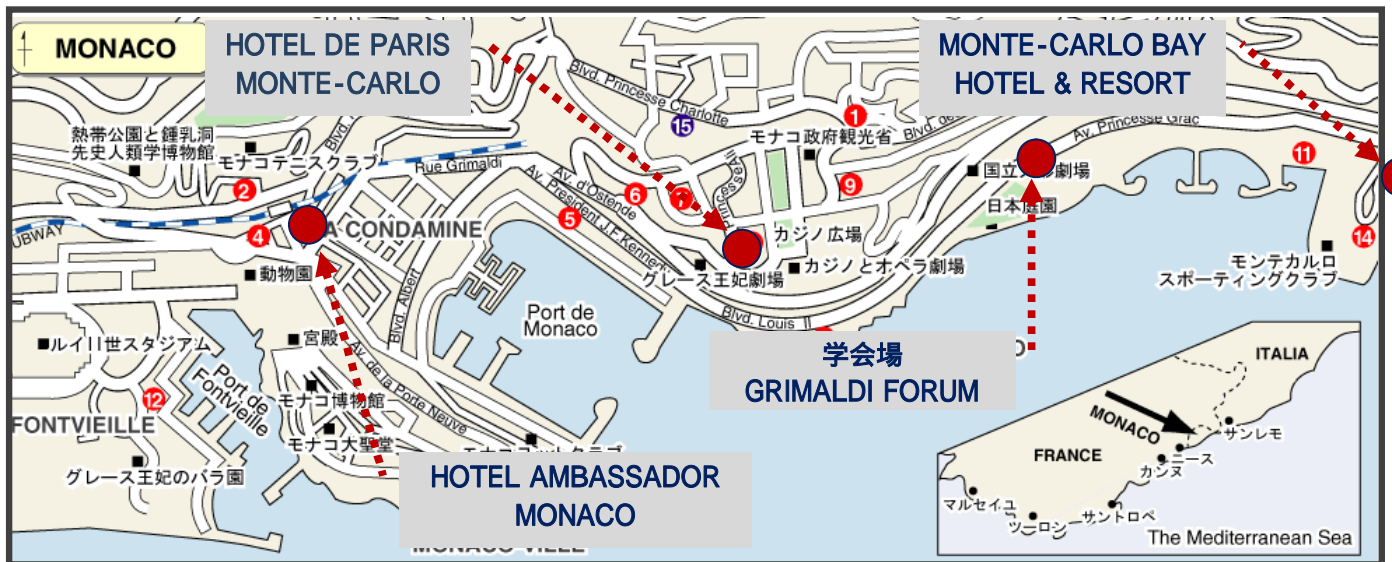 MONACO
HOTEL DE PARIS
MONTE-CARLO
MONTE-CARLO BAY
HOTEL & RESORT
Blvd. Princesse Charlotte
15
1
モナコ政府観光省
Blvd. des
Av. Princesse Grac
11
熱帯公園と鍾乳洞
先史人類学博物館
モナコテニスクラブ
Rue Grimaldi
Av. d'Ostende
Av. President J.F.Kenned
2
6
7
5
9
国立
劇場
日本庭園
4
A CONDAMINE
UBWAY
カジノ広場
グレース王妃劇場
カジノとオペラ劇場
14
モンテカルロ
スポーティングクラブ
動物園
Blvd. Albert
Port de
Monaco
Blvd. Louis II
宮殿
ルイII世スタジアム
学会場
GRIMALDI FORUM
Port de
Fontvieille
Av. de la Porte Neuve
モナコ博物館
12
FONTVIEILLE
モナコ大聖堂
グレース王妃のバラ園
HOTEL AMBASSADOR
MONACO
ITALIA
MONACO
サンレモ
FRANCE
ニース
カンヌ
マルセイユ
ツーロン
サントロペ
The Mediterranean Sea